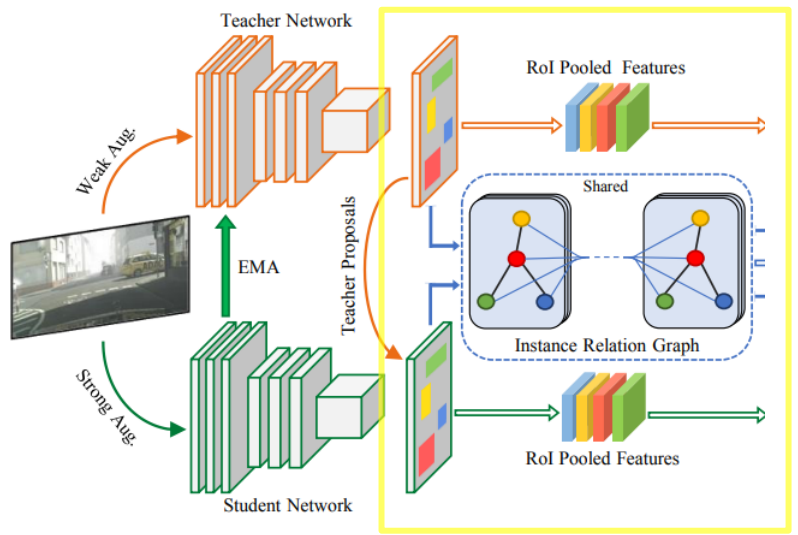 Teacher Network
RoI Pooled Features
Weak Aug.
Shared
EMA
Teacher Proposals
Instance Relation Graph
Strong Aug.
RoI Pooled Features
Student Network